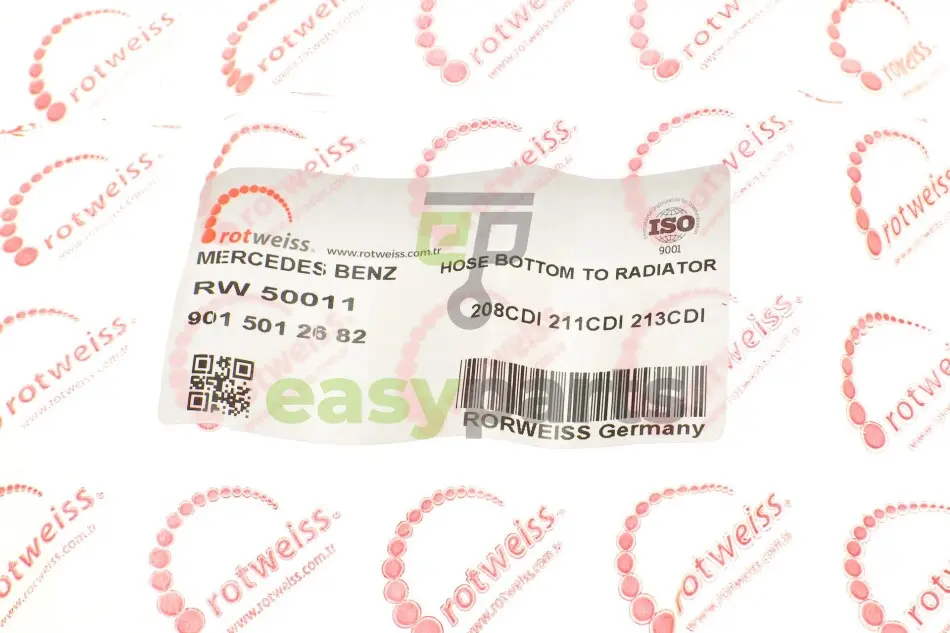 rotweiss
www.rotweiss.com.tr
MERCEDES BENZ
RW 50011
901 501 26 82
HOSE BOTTOM TO RADIATOR
208CDI 211CDI 213CDI
ISO
9001
RORWEISS Germany
easyparts
ep
rotweiss
www.rotweiss.com.tr